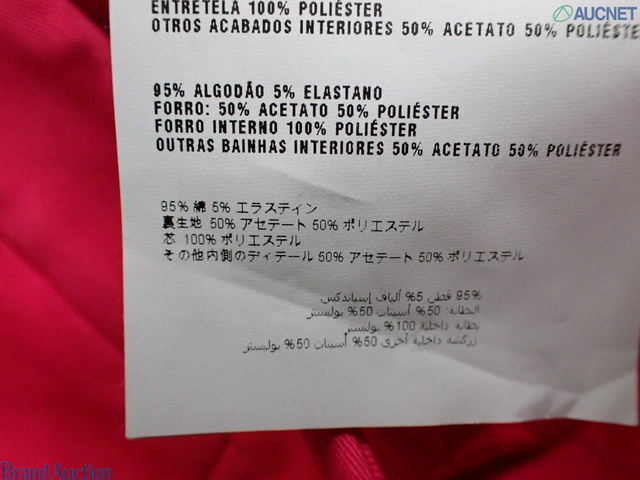 ENTRETELA 100% POLIÉSTER
OTROS ACABADOS INTERIORES 50% ACETATO 50% POLIÉSTE
95% ALGODÃO 5% ELASTANO
FORRO: 50% ACETATO 50% POLIÉSTER
FORRO INTERNO 100% POLIÉSTER
OUTRAS BAINHAS INTERIORES 50% ACETATO 50% POLIÉSTER
95% 綿 5% エラステイン
裏生地 50% アセテート 50% ポリエステル
芯 100% ポリエステル
その他内側のディテール 50% アセテート 50% ポリエステル
95% قطن 5% ألياف إسباندكس
البطانة: 50% أسيتات 50% بوليستر
بطانة داخلية 100% بوليستر
زركشة داخلية أخرى 50% أسيتات 50% بوليستر
AUCNET
Brand Auction